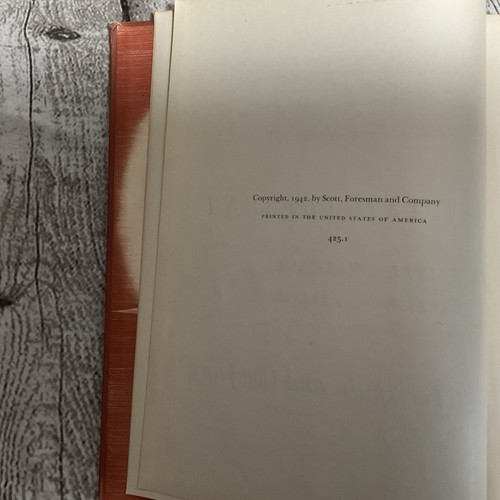 Copyright, 1942, by Scott, Foresman and Company
PRINTED IN THE UNITED STATES OF AMERICA
425.1